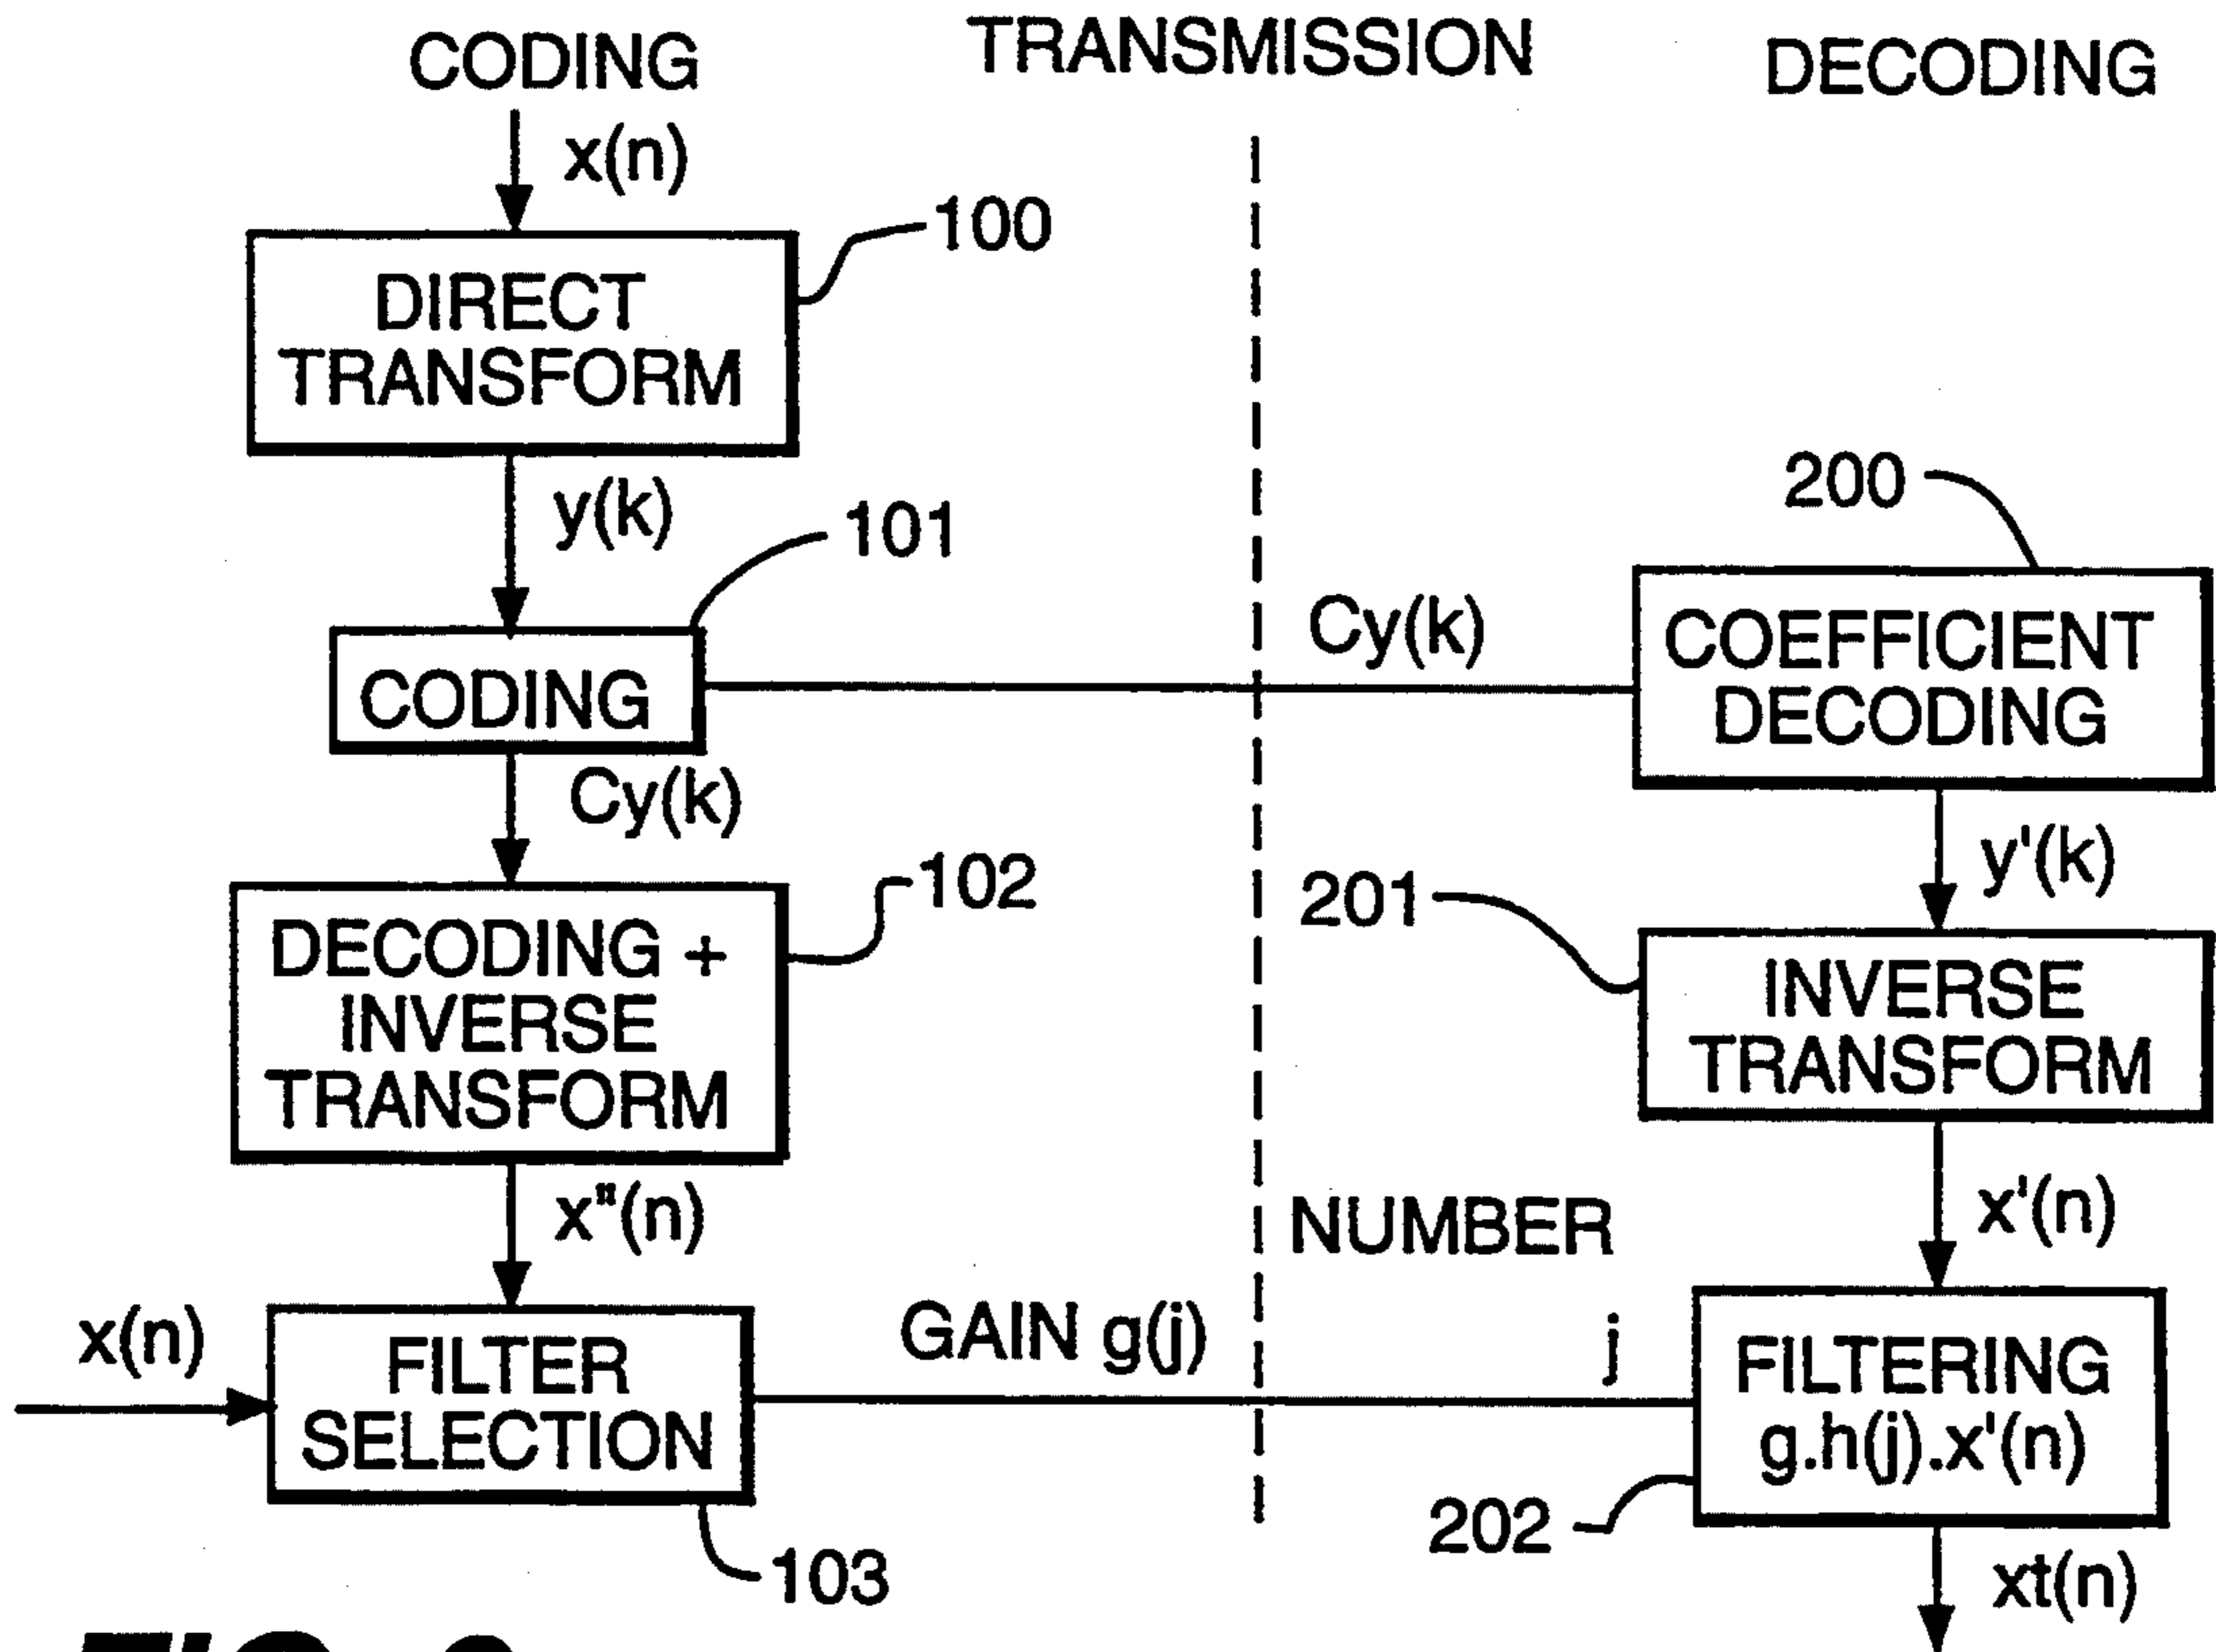 CODING
TRANSMISSION
DECODING
x(n)
100
DIRECT
TRANSFORM
y(k)
101
CODING
Cy(k)
200
COEFFICIENT
DECODING
Cy(k)
102
DECODING +
INVERSE
TRANSFORM
y'(k)
201
INVERSE
TRANSFORM
x"(n)
NUMBER
x'(n)
x(n)
FILTER
SELECTION
GAIN g(j)
j
FILTERING
g.h(j).x'(n)
103
202
xt(n)